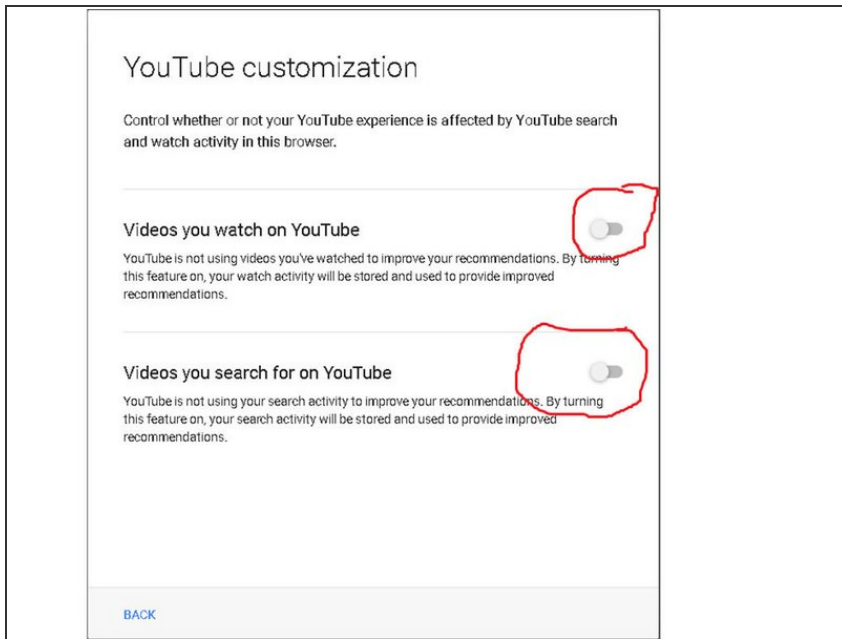 YouTube customization
Control whether or not your YouTube experience is affected by YouTube search
and watch activity in this browser.
Videos you watch on YouTube
YouTube is not using videos you've watched to improve your recommendations. By turning
this feature on, your watch activity will be stored and used to provide improved
recommendations.
Videos you search for on YouTube
YouTube is not using your search activity to improve your recommendations. By turning
this feature on, your search activity will be stored and used to provide improved
recommendations.
BACK